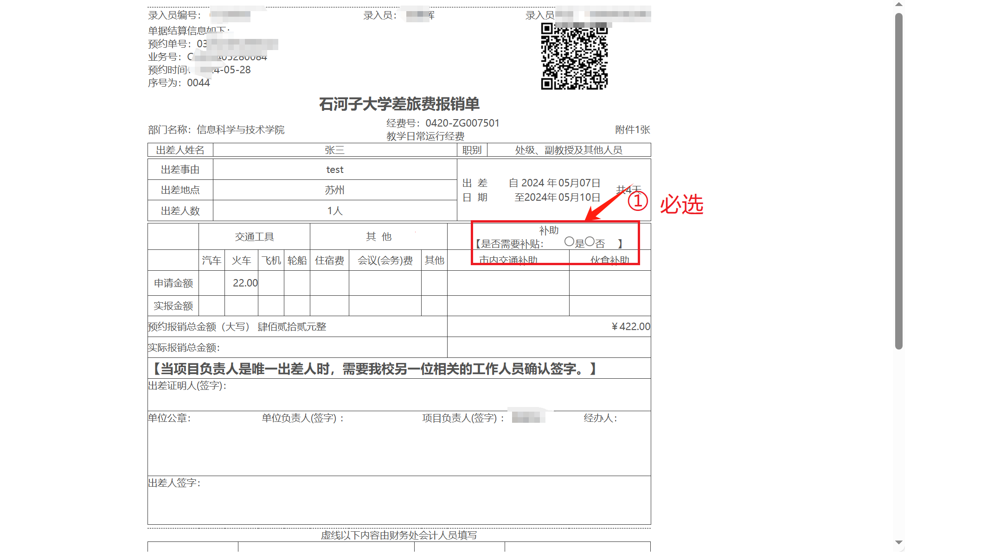 录入员编号：
录入员： 辉
录入员
单据结算信息如下：
预约单号：03
业务号：C 405280084
预约时间： 4-05-28
序号为：0044
石河子大学差旅费报销单
部门名称：信息科学与技术学院
经费号：0420-ZG007501
教学日常运行经费
附件1张
出差人姓名 张三 职别 处级、副教授及其他人员
出差事由 test
出差地点 苏州
出差人数 1人
出 差 自 2024 年05月07日
日 期 至2024年05月10日
共4天
① 必选
交通工具 其 他 补助
【是否需要补贴： 是 否 】
汽车 火车 飞机 轮船 住宿费 会议(会务)费 其他 市内交通补助 伙食补助
申请金额 22.00
实报金额
预约报销总金额（大写） 肆佰贰拾贰元整 ￥422.00
实际报销总金额：
【当项目负责人是唯一出差人时，需要我校另一位相关的工作人员确认签字。】
出差证明人(签字)：
单位公章： 单位负责人(签字) ： 项目负责人(签字) ： 经办人：
出差人签字：
虚线以下内容由财务处会计人员填写